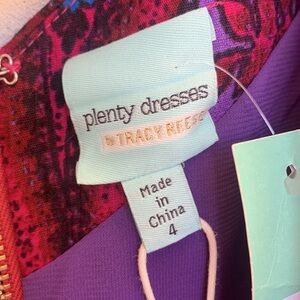 plenty dresses
by TRACY REESE
Made
in
China
4